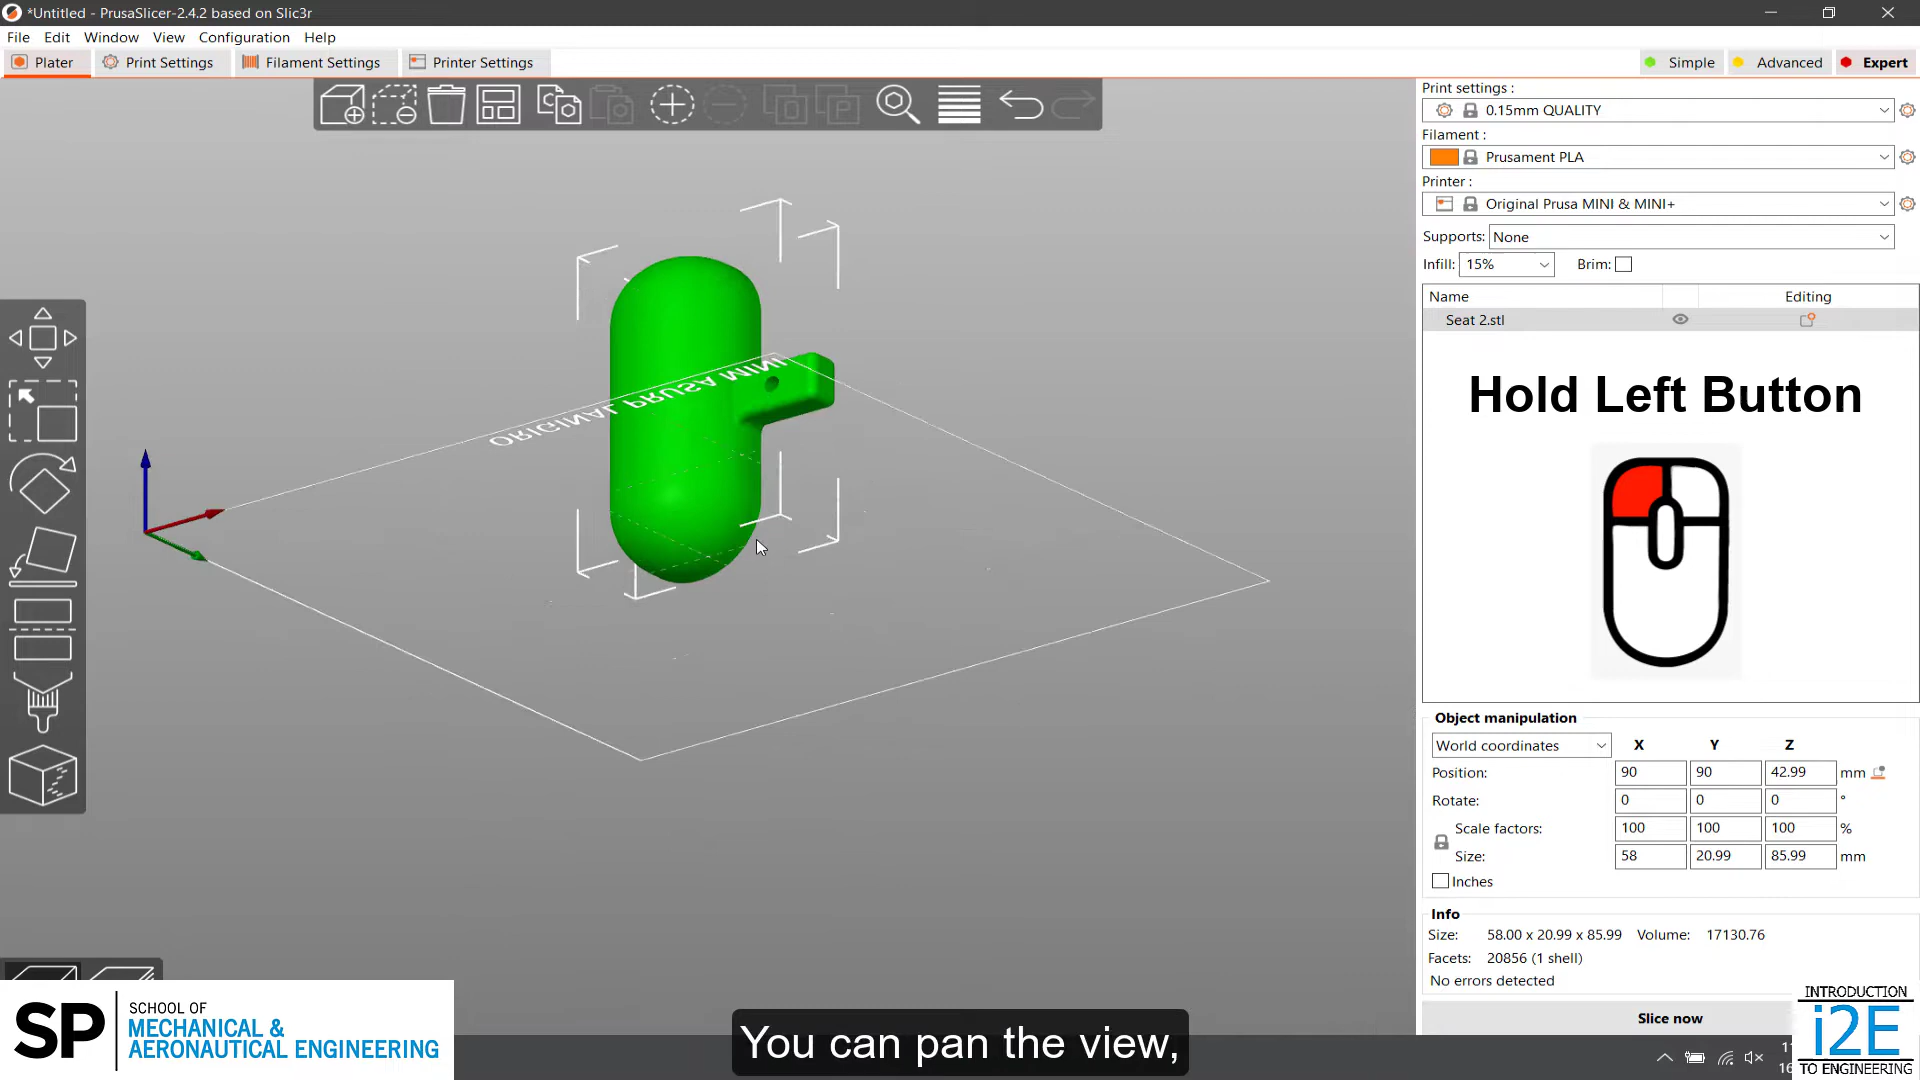 *Untitled - PrusaSlicer-2.4.2 based on Slic3r
File Edit Window View Configuration Help
Plater Print Settings Filament Settings Printer Settings Simple Advanced Expert
Print settings :
0.15mm QUALITY
Filament :
Prusament PLA
Printer :
Original Prusa MINI & MINI+
Supports: None
Infill: 15% Brim:
Name Editing
Seat 2.stl
Hold Left Button
ORIGINAL PRUSA MINI
Object manipulation
World coordinates X Y Z
Position: 90 90 42.99 mm
Rotate: 0 0 0 °
Scale factors: 100 100 100 %
Size: 58 20.99 85.99 mm
Inches
Info
Size: 58.00 x 20.99 x 85.99 Volume: 17130.76
Facets: 20856 (1 shell)
No errors detected
Slice now
SP SCHOOL OF
MECHANICAL &
AERONAUTICAL ENGINEERING
You can pan the view,
INTRODUCTION
i2E
TO ENGINEERING